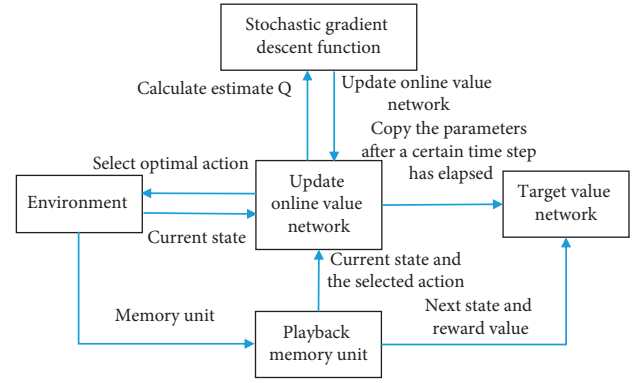 Stochastic gradient
descent function
Calculate estimate Q
Update online value
network
Copy the parameters
after a certain time step
has elapsed
Select optimal action
Environment
Update
online value
network
Target value
network
Current state
Current state and
the selected action
Memory unit
Next state and
reward value
Playback
memory unit